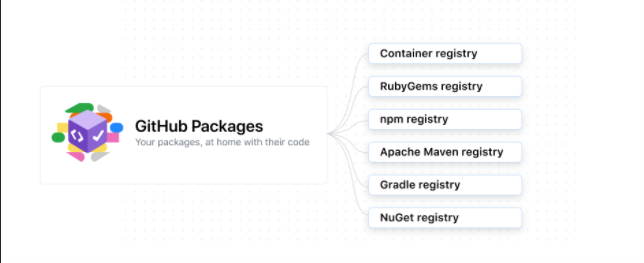 GitHub Packages
Your packages, at home with their code
Container registry
RubyGems registry
npm registry
Apache Maven registry
Gradle registry
NuGet registry